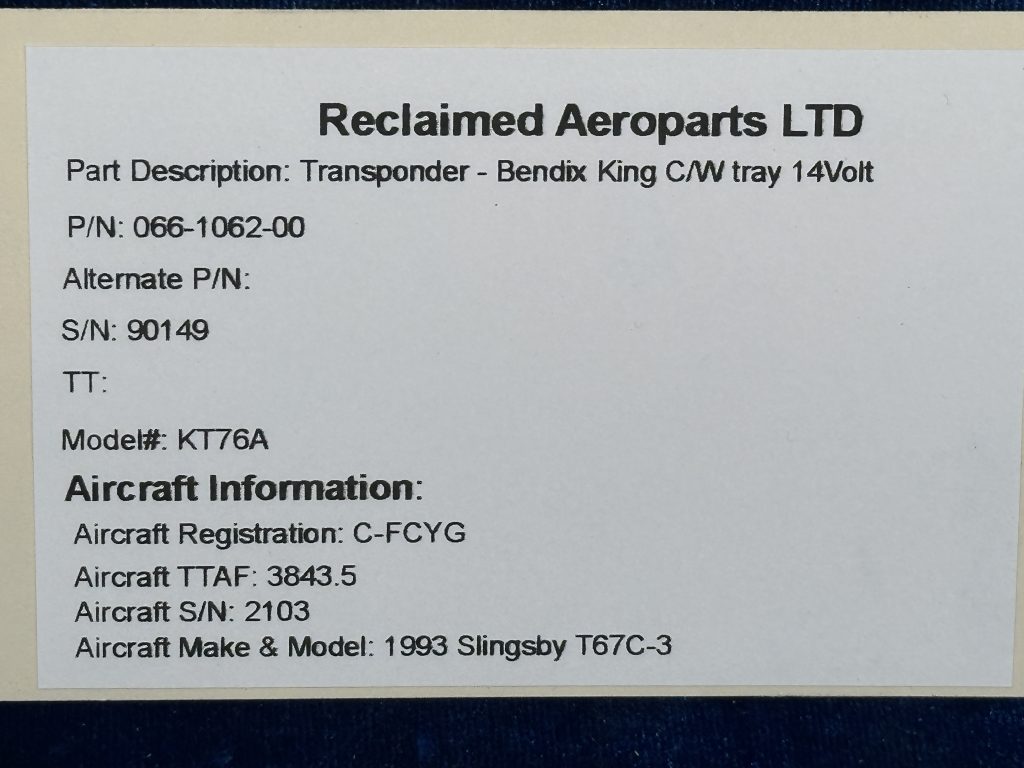 Reclaimed Aeroparts LTD
Part Description: Transponder - Bendix King C/W tray 14Volt
P/N: 066-1062-00
Alternate P/N:
S/N: 90149
TT:
Model#: KT76A
Aircraft Information:
Aircraft Registration: C-FCYG
Aircraft TTAF: 3843.5
Aircraft S/N: 2103
Aircraft Make & Model: 1993 Slingsby T67C-3